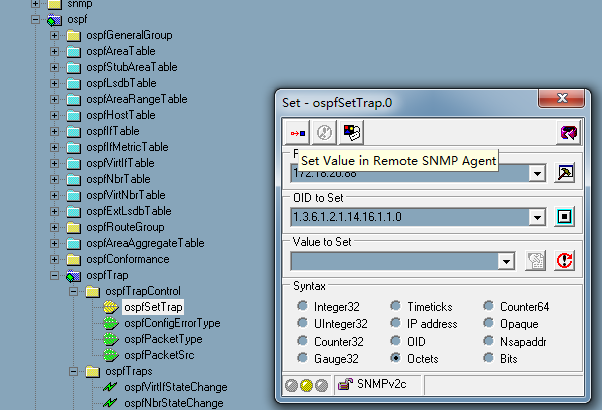 snmp
ospf
ospfGeneralGroup
ospfAreaTable
ospfStubAreaTable
ospfLsdbTable
ospfAreaRangeTable
ospfHostTable
ospfIfTable
ospfIfMetricTable
ospfVirtIfTable
ospfNbrTable
ospfVirtNbrTable
ospfExtLsdbTable
ospfRouteGroup
ospfAreaAggregateTable
ospfConformance
ospfTrap
ospfTrapControl
ospfSetTrap
ospfConfigErrorType
ospfPacketType
ospfPacketSrc
ospfTraps
ospfVirtIfStateChange
ospfNbrStateChange
Set - ospfSetTrap.0
Set Value in Remote SNMP Agent
172.18.20.88
OID to Set
1.3.6.1.2.1.14.16.1.1.0
Value to Set
Syntax
Integer32 Timeticks Counter64
UInteger32 IP address Opaque
Counter32 OID Nsapaddr
Gauge32 Octets Bits
SNMPv2c